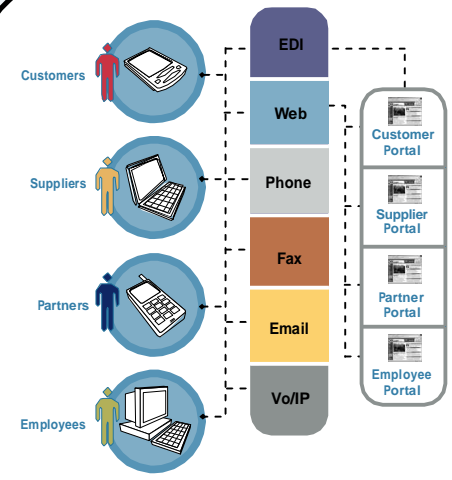 Customers
Suppliers
Partners
Employees
EDI
Web
Phone
Fax
Email
Vo/IP
Customer
Portal
Supplier
Portal
Partner
Portal
Employee
Portal